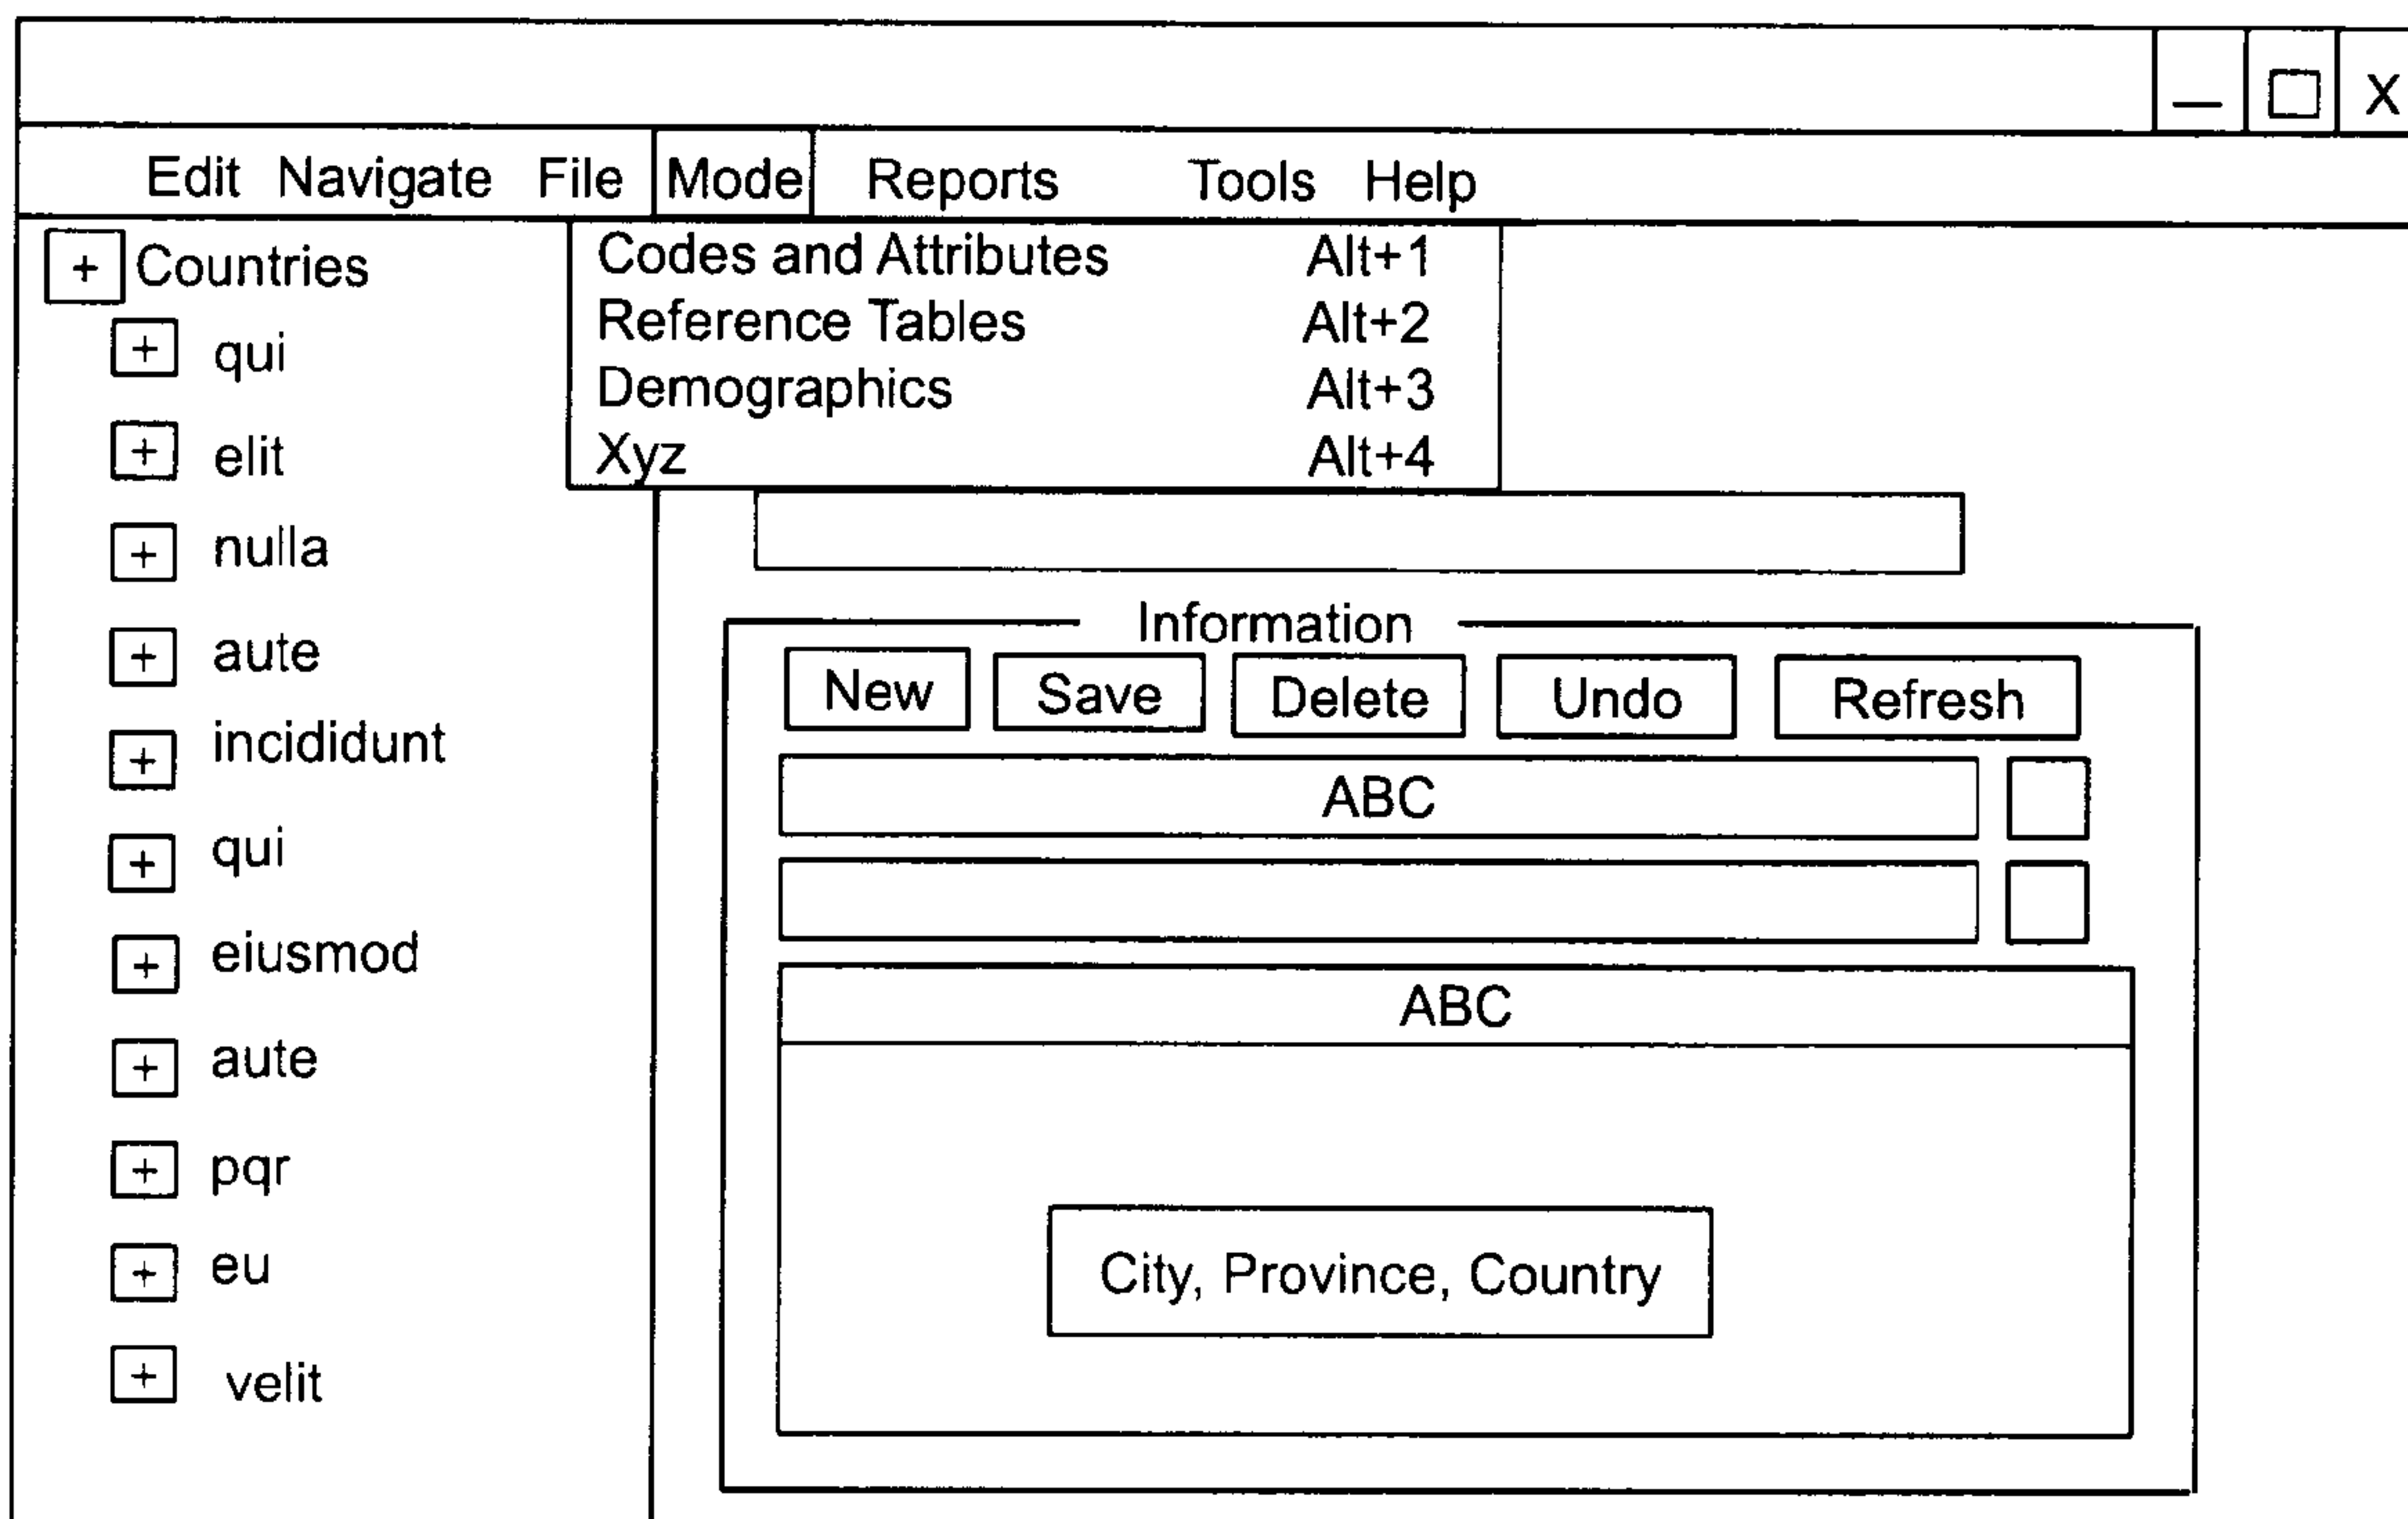 X
Edit Navigate File Mode Reports Tools Help
+ Countries
+ qui
+ elit
+ nulla
+ aute
+ incididunt
+ qui
+ eiusmod
+ aute
+ pqr
+ eu
+ velit
Codes and Attributes Alt+1
Reference Tables Alt+2
Demographics Alt+3
Xyz Alt+4
Information
New Save Delete Undo Refresh
ABC
ABC
City, Province, Country